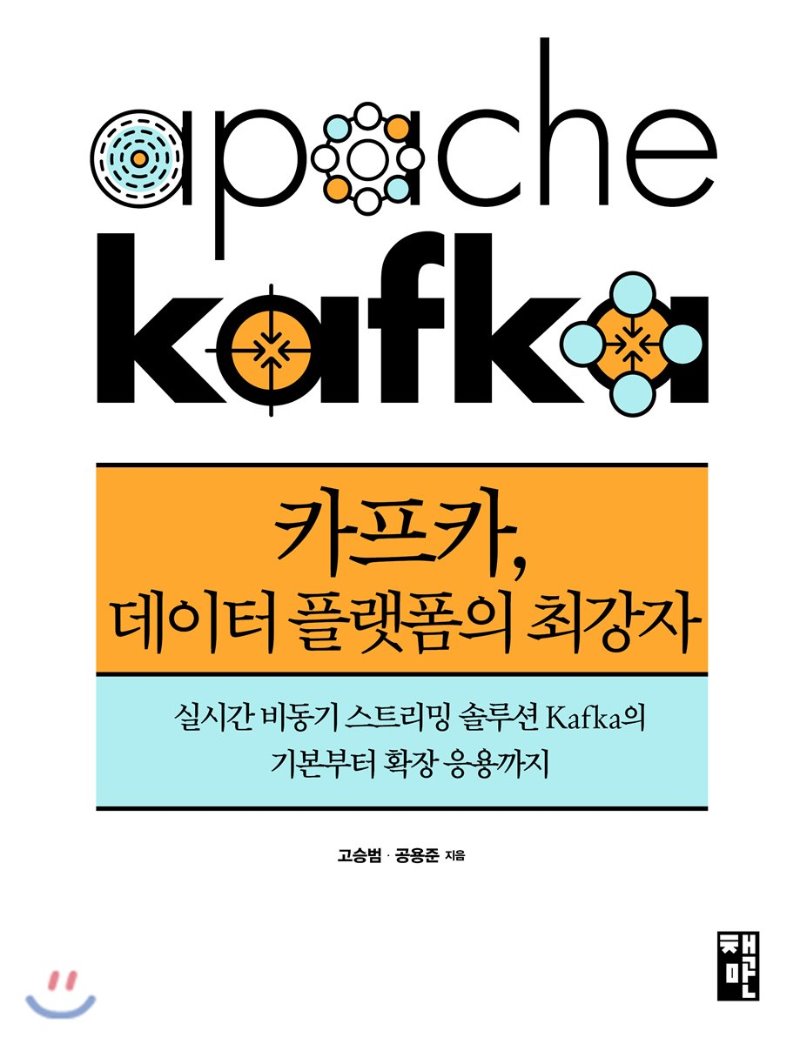 apache
kafka
카프카,
데이터 플랫폼의 최강자
실시간 비동기 스트리밍 솔루션 Kafka의
기본부터 확장 응용까지
고승범 · 공용준 지음
책만